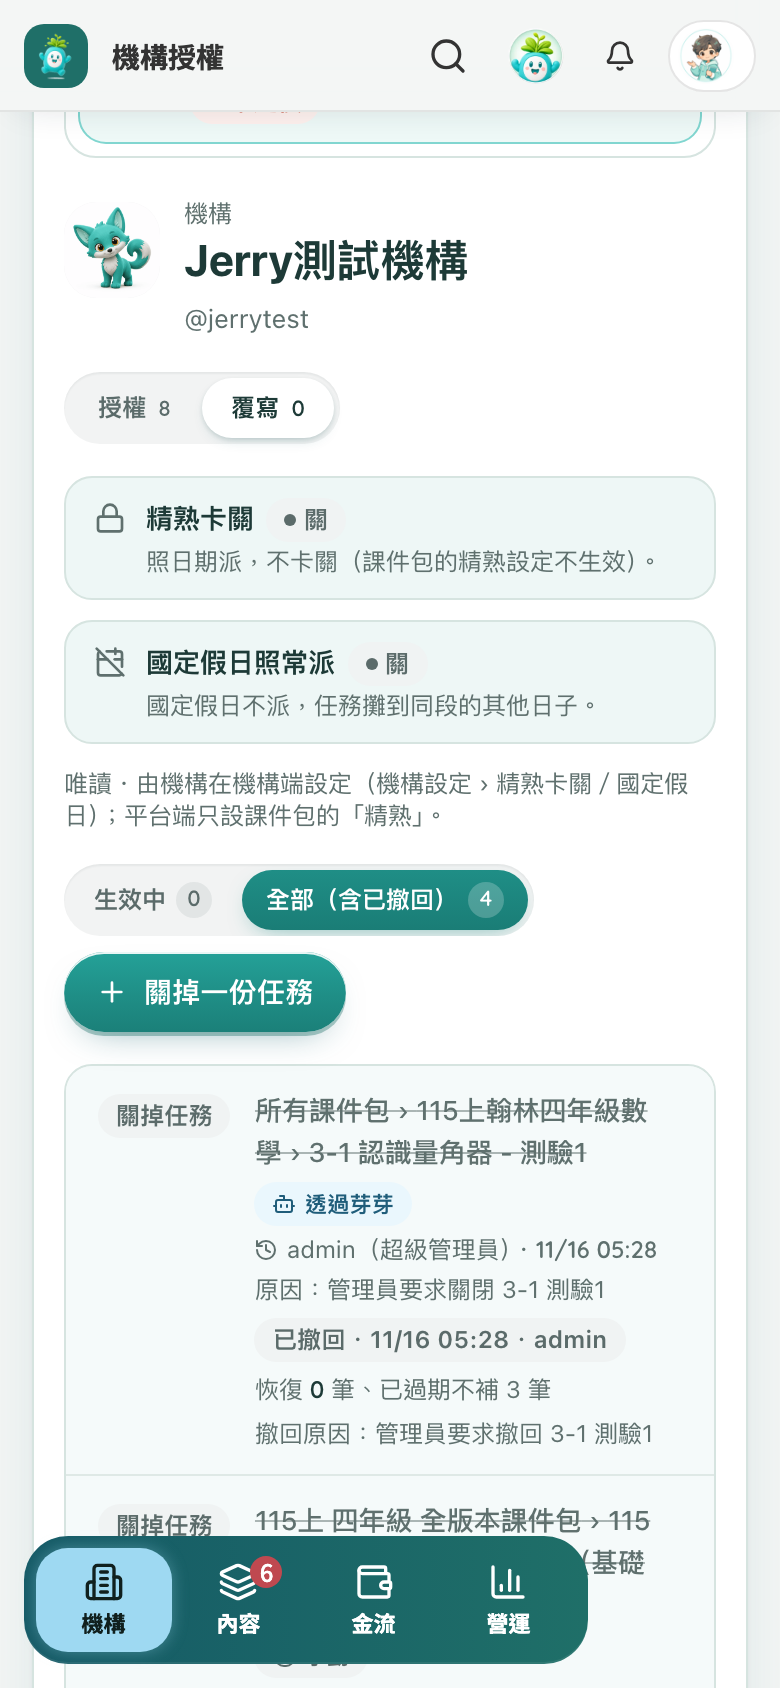 機構授權
機構
Jerry測試機構
@jerrytest
授權 8
覆寫 0
精熟卡關
關
照日期派，不卡關（課件包的精熟設定不生效）。
國定假日照常派
關
國定假日不派，任務攤到同段的其他日子。
唯讀 · 由機構在機構端設定（機構設定 › 精熟卡關 / 國定假
日）；平台端只設課件包的「精熟」。
生效中 0
全部（含已撤回） 4
關掉一份任務
關掉任務
所有課件包 › 115上翰林四年級數
學 › 3-1 認識量角器 - 測驗1
透過芽芽
admin（超級管理員）· 11/16 05:28
原因：管理員要求關閉 3-1 測驗1
已撤回 · 11/16 05:28 · admin
恢復 0 筆、已過期不補 3 筆
撤回原因：管理員要求撤回 3-1 測驗1
關掉任務
115上 四年級 全版本課件包 › 115
（基礎
機構
內容
6
金流
營運